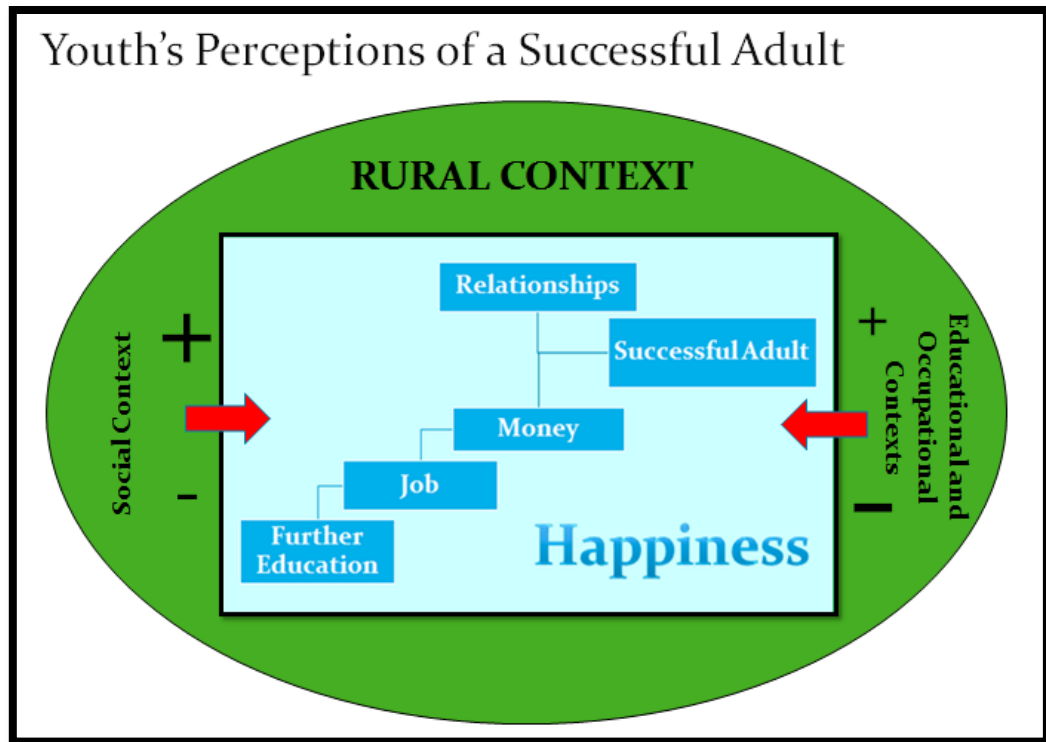 Youth's Perceptions of a Successful Adult
RURAL CONTEXT
Social Context
+
-
Relationships
Successful Adult
Money
Job
Further
Education
Happiness
+
-
Educational and
Occupational
Contexts